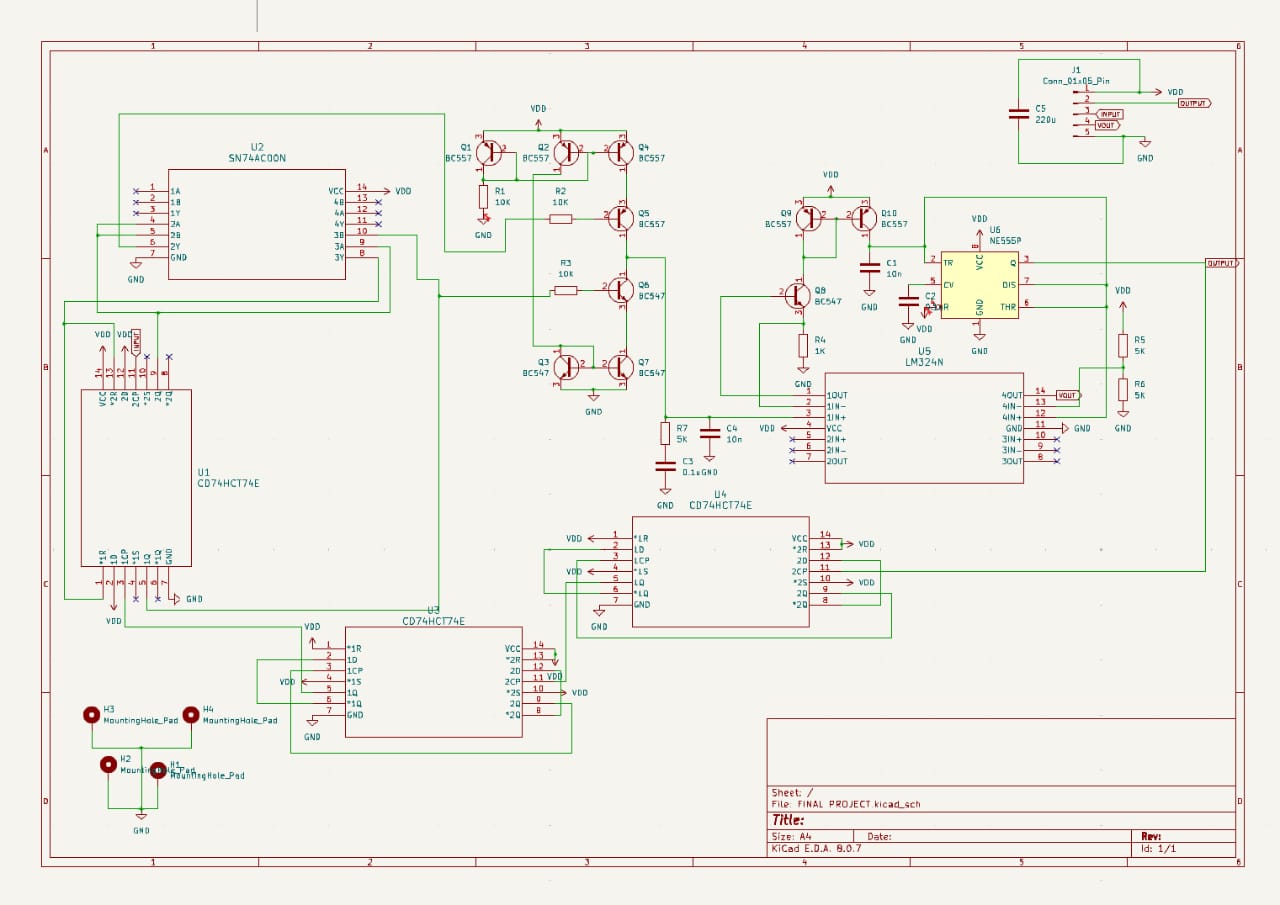 1 2 3 4 5 6
J1
Conn_01x05_Pin
1 VDD
2 OUTPUT
3 INPUT
4 VOUT
5
GND
C5
220u
A
U2
SN74AC00N
1 1A
2 1B
3 1Y
4 2A
5 2B
6 2Y
7 GND
VCC 14 VDD
4B 13
4A 12
4Y 11
3B 10
3A 9
3Y 8
GND
VDD
Q1
BC557
Q2
BC557
Q4
BC557
R1
10K
GND
R2
10K
Q5
BC557
R3
10K
Q6
BC547
Q3
BC547
Q7
BC547
GND
VDD
Q9
BC557
Q10
BC557
C1
10n
GND
Q8
BC547
R4
1K
GND
VDD
U6
NE555P
2 TR
5 CV
R
VCC 8
GND 1
Q 3
DIS 7
THR 6
C2
GND
VDD
GND
OUTPUT
VDD
R5
5K
R6
5K
GND
U5
LM324N
1 1OUT
2 1IN-
3 1IN+
VDD 4 VCC
5 2IN+
6 2IN-
7 2OUT
4OUT 14 VOUT
4IN- 13
4IN+ 12
GND 11 GND
3IN+ 10
3IN- 9
3OUT 8
R7
5K
C4
10n
C3
0.1u
GND
GND
B
VDD VDD INPUT
14 13 12 11 10 9 8
VCC *2R 2D 2CP *2S 2Q *2Q
U1
CD74HCT74E
*1R 1D 1CP *1S 1Q *1Q GND
1 2 3 4 5 6 7
VDD
GND
U4
CD74HCT74E
VDD 1 *1R
2 1D
3 1CP
VDD 4 *1S
5 1Q
6 *1Q
7 GND
GND
VCC 14
*2R 13 VDD
2D 12
2CP 11
*2S 10 VDD
2Q 9
*2Q 8
C
U3
CD74HCT74E
VDD
1 *1R
2 1D
3 1CP
VDD 4 *1S
5 1Q
6 *1Q
7 GND
GND
VCC 14
*2R 13
2D 12
VDD
2CP 11
*2S 10 VDD
2Q 9
*2Q 8
H3
MountingHole_Pad
H4
MountingHole_Pad
H2
MountingHole_Pad
H1
MountingHole_Pad
GND
D
Sheet: /
File: FINAL PROJECT.kicad_sch
Title:
Size: A4 Date: Rev:
KiCad E.D.A. 8.0.7 Id: 1/1
1 2 3 4 5 6